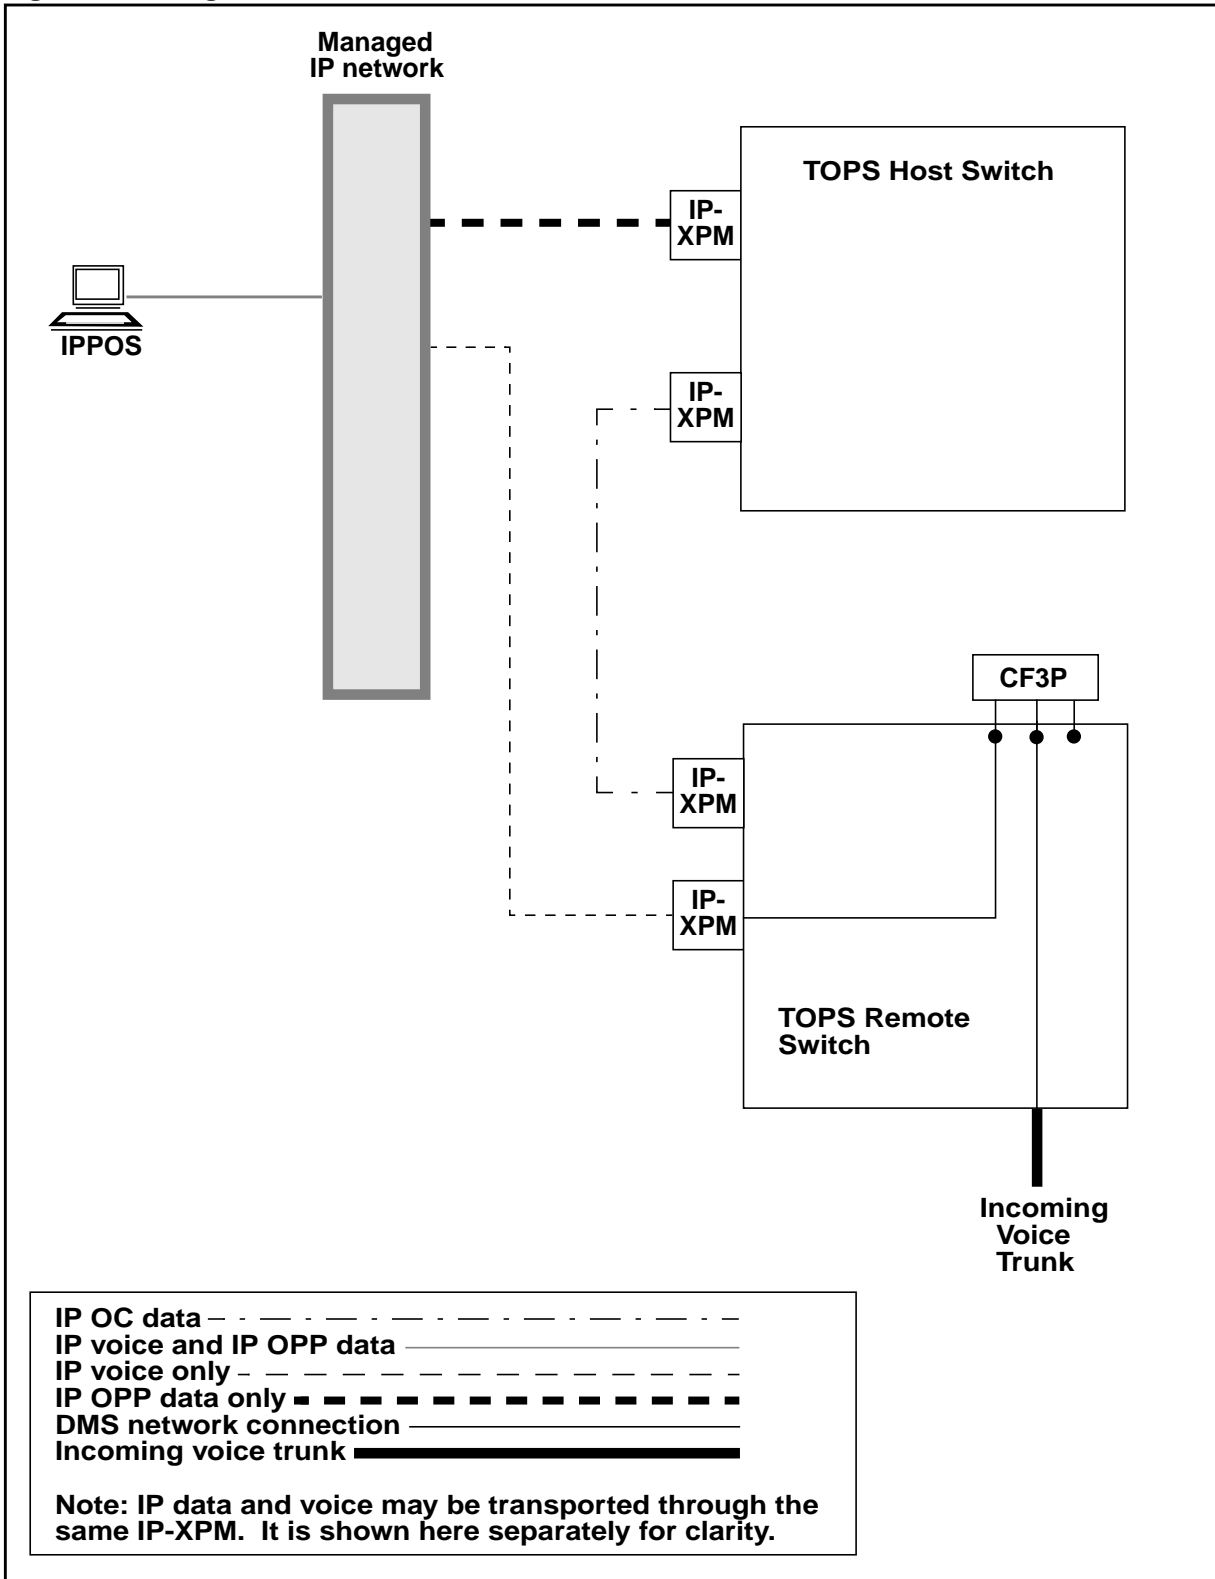 Managed
IP network
TOPS Host Switch
IP-
XPM
IPPOS
IP-
XPM
CF3P
IP-
XPM
IP-
XPM
TOPS Remote
Switch
Incoming
Voice
Trunk
IP OC data
IP voice and IP OPP data
IP voice only
IP OPP data only
DMS network connection
Incoming voice trunk
Note: IP data and voice may be transported through the
same IP-XPM. It is shown here separately for clarity.